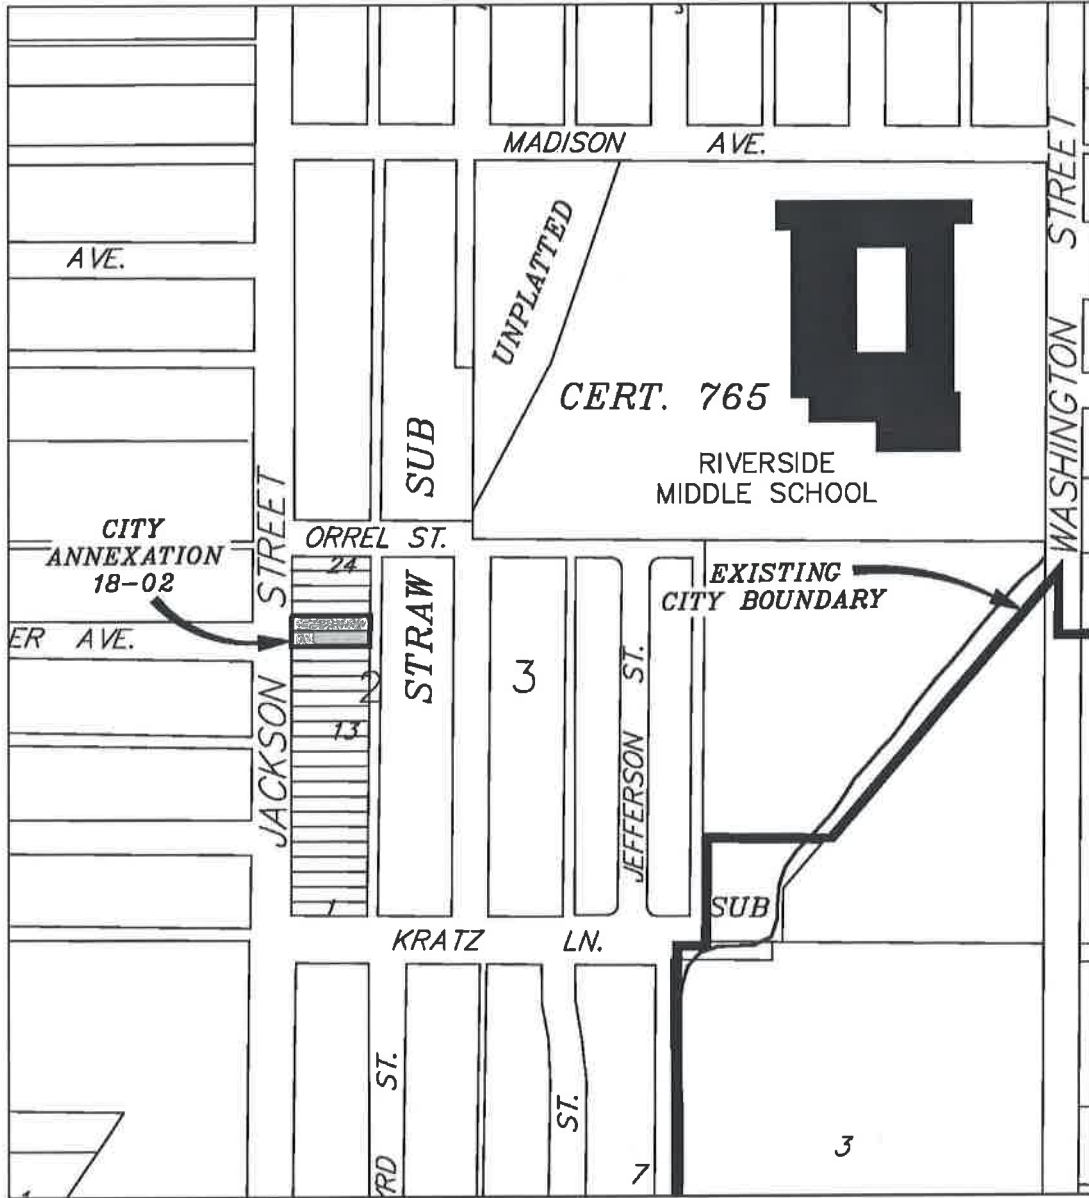 MADISON AVE.
STREET
WASHINGTON
AVE.
UNPLATTED
CERT. 765
RIVERSIDE
MIDDLE SCHOOL
SUB
STRAW
ORREL ST.
CITY
ANNEXATION
18-02
STREET
JACKSON
24
2
13
1
3
EXISTING
CITY BOUNDARY
ER AVE.
JEFFERSON ST.
SUB
KRATZ LN.
ST.
RD
ST.
7
3